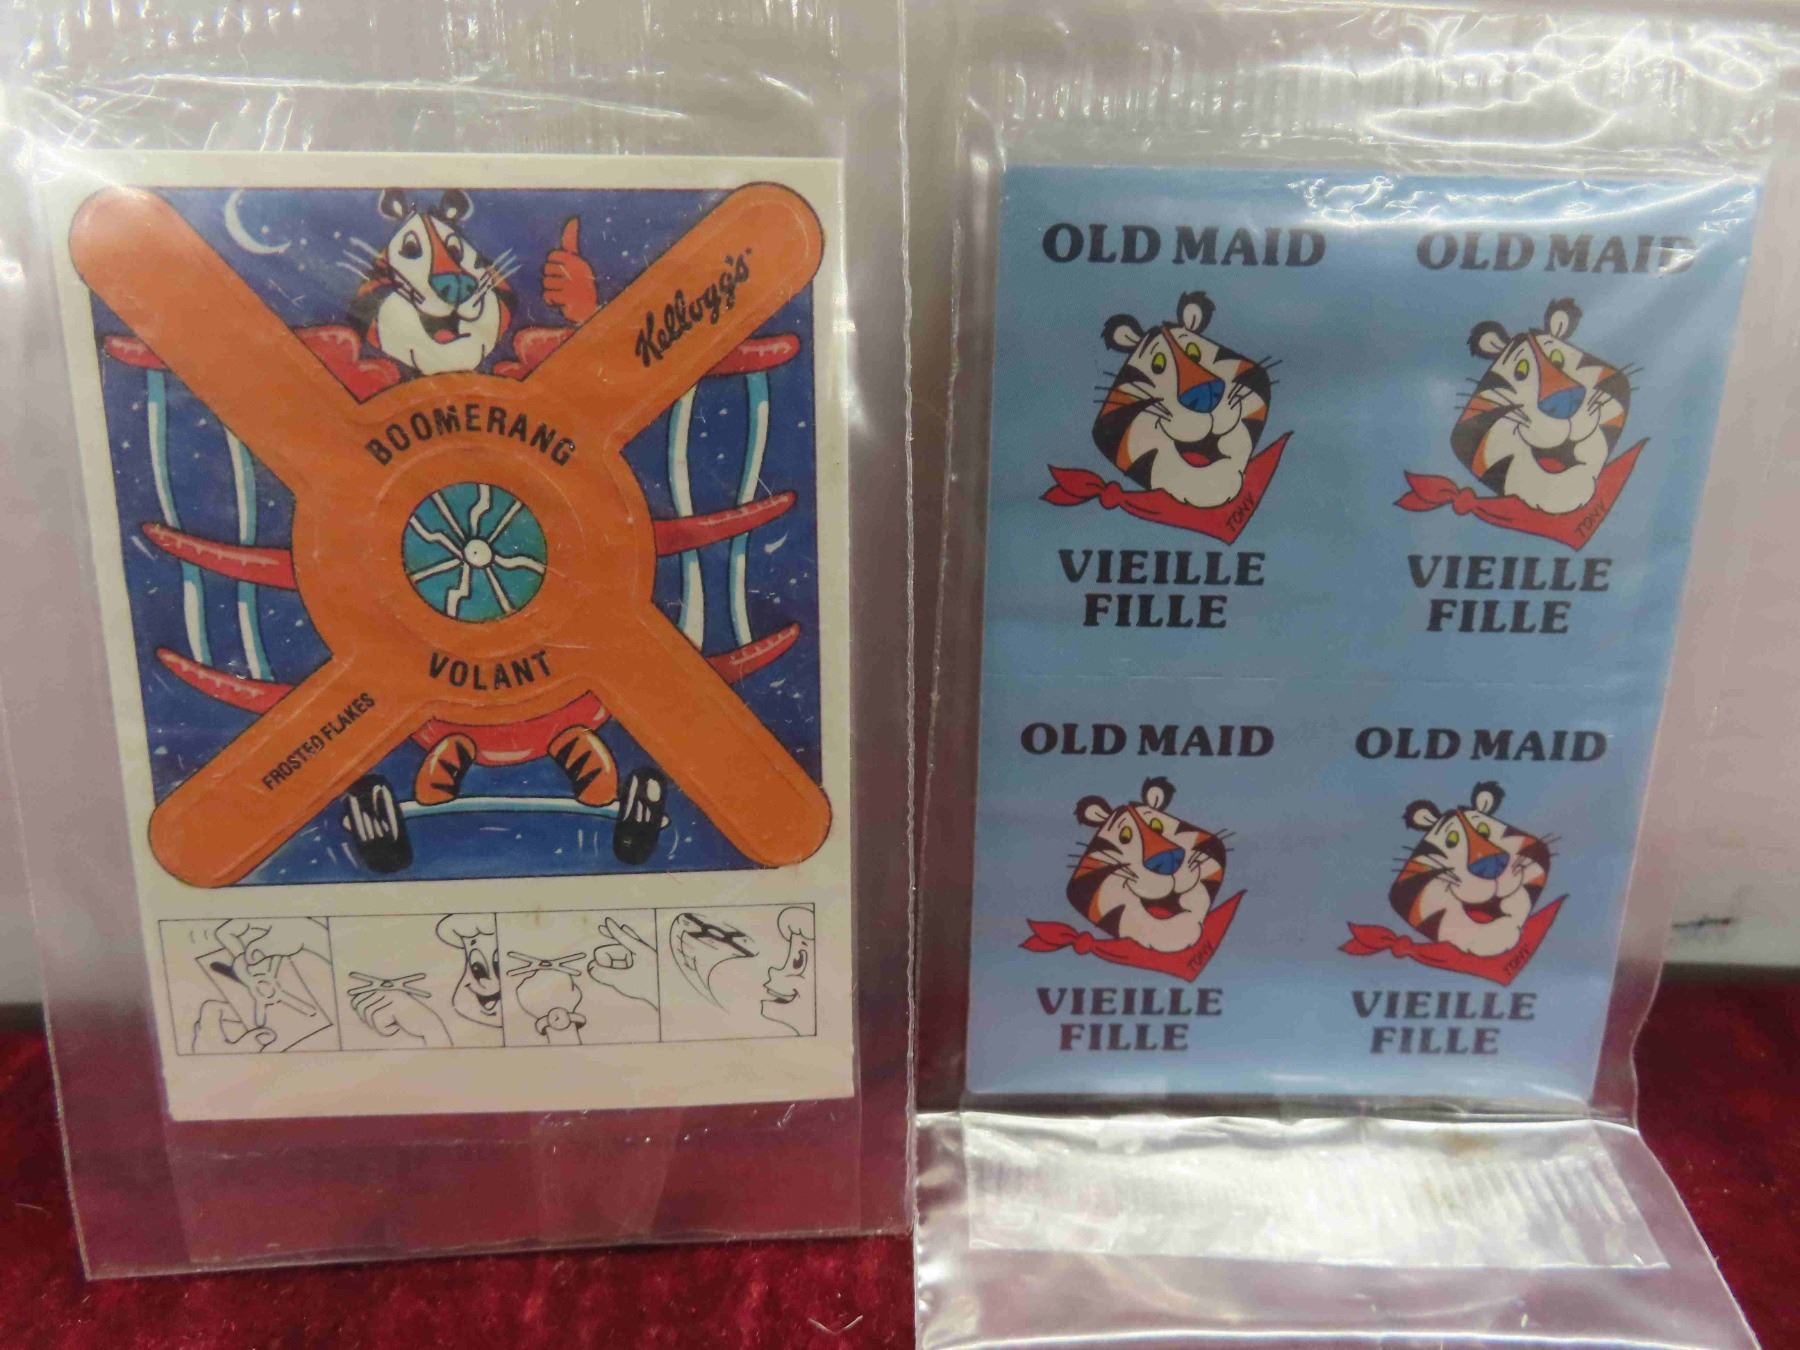 Kellogg's
BOOMERANG
VOLANT
FROSTED FLAKES
OLD MAID
TONY
VIEILLE
FILLE
OLD MAID
TONY
VIEILLE
FILLE
OLD MAID
TONY
VIEILLE
FILLE
OLD MAID
TONY
VIEILLE
FILLE